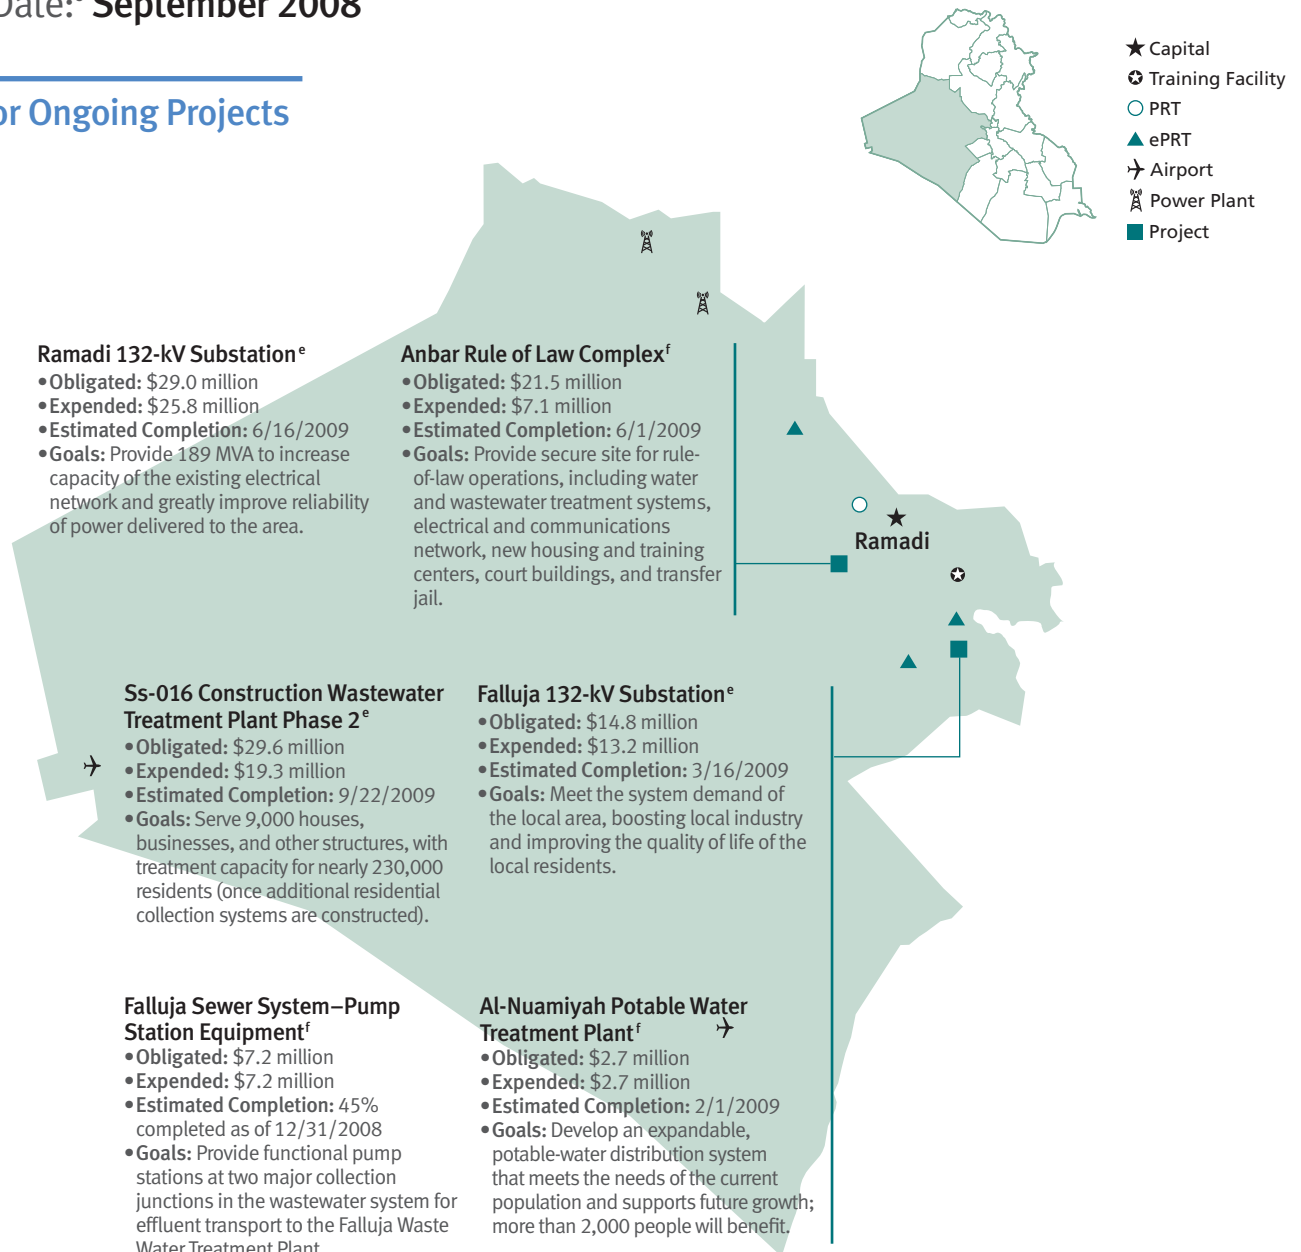 Date: September 2008
or Ongoing Projects
Capital
Training Facility
PRT
ePRT
Airport
Power Plant
Project
Ramadi 132-kV Substation e
•Obligated: $29.0 million
•Expended: $25.8 million
•Estimated Completion: 6/16/2009
•Goals: Provide 189 MVA to increase
capacity of the existing electrical
network and greatly improve reliability
of power delivered to the area.
Anbar Rule of Law Complex f
•Obligated: $21.5 million
•Expended: $7.1 million
•Estimated Completion: 6/1/2009
•Goals: Provide secure site for rule-
of-law operations, including water
and wastewater treatment systems,
electrical and communications
network, new housing and training
centers, court buildings, and transfer
jail.
Ramadi
Ss-016 Construction Wastewater
Treatment Plant Phase 2 e
•Obligated: $29.6 million
•Expended: $19.3 million
•Estimated Completion: 9/22/2009
•Goals: Serve 9,000 houses,
businesses, and other structures, with
treatment capacity for nearly 230,000
residents (once additional residential
collection systems are constructed).
Falluja 132-kV Substation e
•Obligated: $14.8 million
•Expended: $13.2 million
•Estimated Completion: 3/16/2009
•Goals: Meet the system demand of
the local area, boosting local industry
and improving the quality of life of the
local residents.
Falluja Sewer System–Pump
Station Equipment f
•Obligated: $7.2 million
•Expended: $7.2 million
•Estimated Completion: 45%
completed as of 12/31/2008
•Goals: Provide functional pump
stations at two major collection
junctions in the wastewater system for
effluent transport to the Falluja Waste
Water Treatment Plant
Al-Nuamiyah Potable Water
Treatment Plant f
•Obligated: $2.7 million
•Expended: $2.7 million
•Estimated Completion: 2/1/2009
•Goals: Develop an expandable,
potable-water distribution system
that meets the needs of the current
population and supports future growth;
more than 2,000 people will benefit.